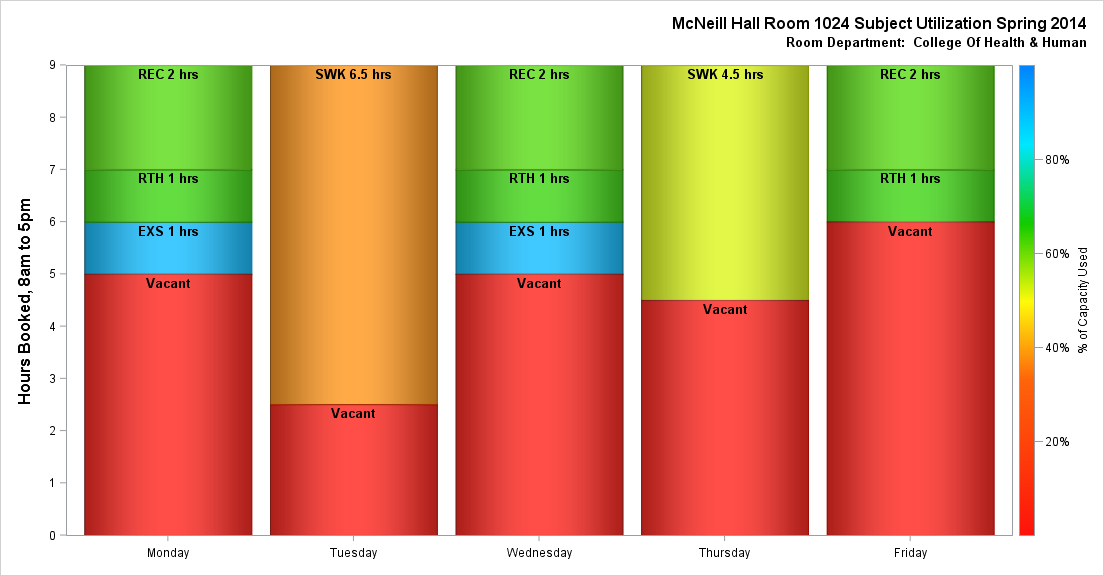 McNeill Hall Room 1024 Subject Utilization Spring 2014
Room Department: College Of Health & Human
Hours Booked, 8am to 5pm
9
8
7
6
5
4
3
2
1
0
REC 2 hrs
RTH 1 hrs
EXS 1 hrs
Vacant
SWK 6.5 hrs
Vacant
REC 2 hrs
RTH 1 hrs
EXS 1 hrs
Vacant
SWK 4.5 hrs
Vacant
REC 2 hrs
RTH 1 hrs
Vacant
Monday
Tuesday
Wednesday
Thursday
Friday
80%
60%
40%
20%
% of Capacity Used